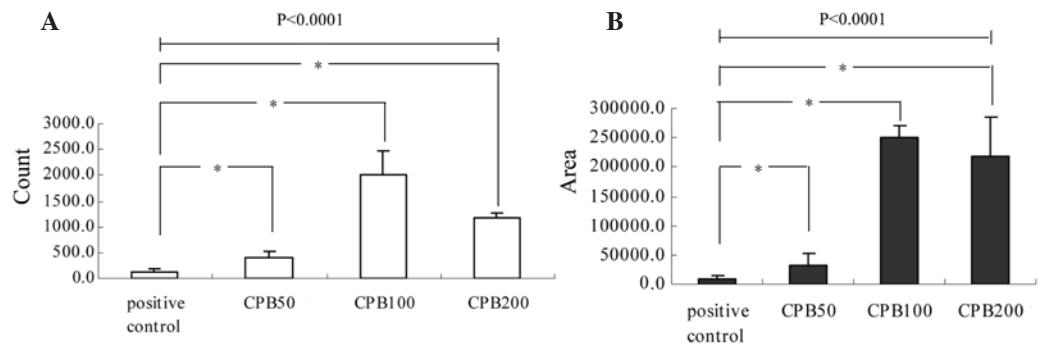 A
P<0.0001
*
*
*
Count
3000.0
2500.0
2000.0
1500.0
1000.0
500.0
0.0
positive control
CPB50
CPB100
CPB200
B
P<0.0001
*
*
*
Area
300000.0
250000.0
200000.0
150000.0
100000.0
50000.0
0.0
positive control
CPB50
CPB100
CPB200